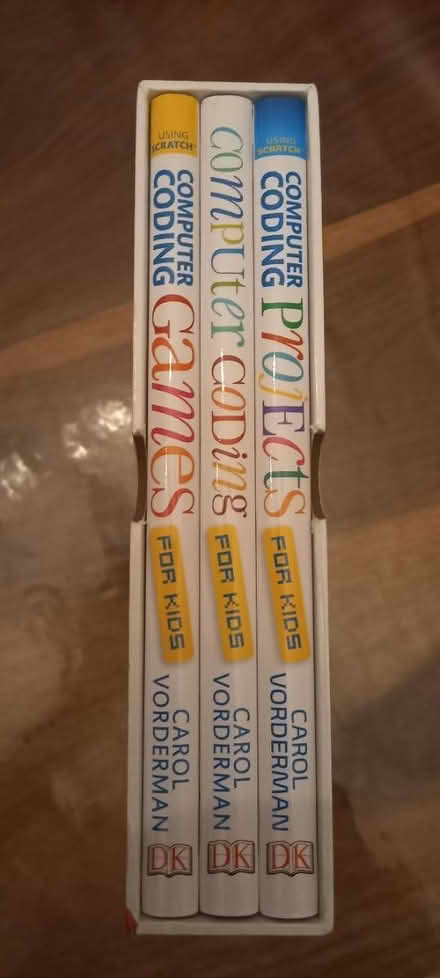 USING
SCRATCH
COMPUTER
CODING
Games
FOR KIDS
CAROL
VORDERMAN
DK
computer coding
FOR KIDS
CAROL
VORDERMAN
DK
USING
SCRATCH
COMPUTER
CODING
Projects
FOR KIDS
CAROL
VORDERMAN
DK